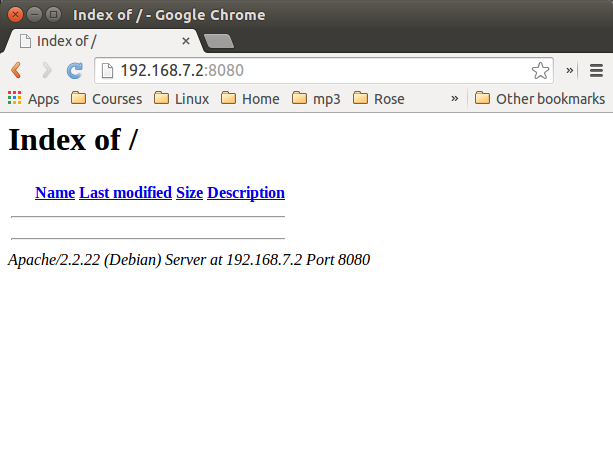 Index of / - Google Chrome
Index of /
192.168.7.2:8080
Apps Courses Linux Home mp3 Rose » Other bookmarks
Index of /
Name Last modified Size Description
Apache/2.2.22 (Debian) Server at 192.168.7.2 Port 8080